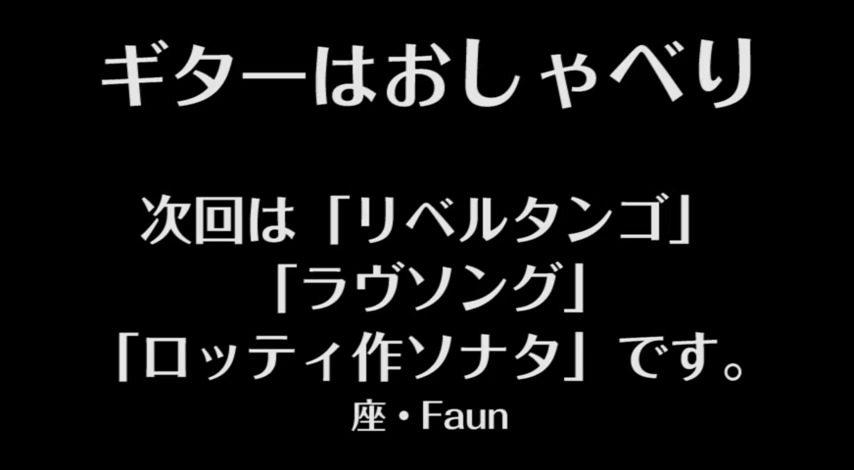 ギターはおしゃべり
次回は「リベルタンゴ」
「ラヴソング」
「ロッティ作ソナタ」です。
座・Faun